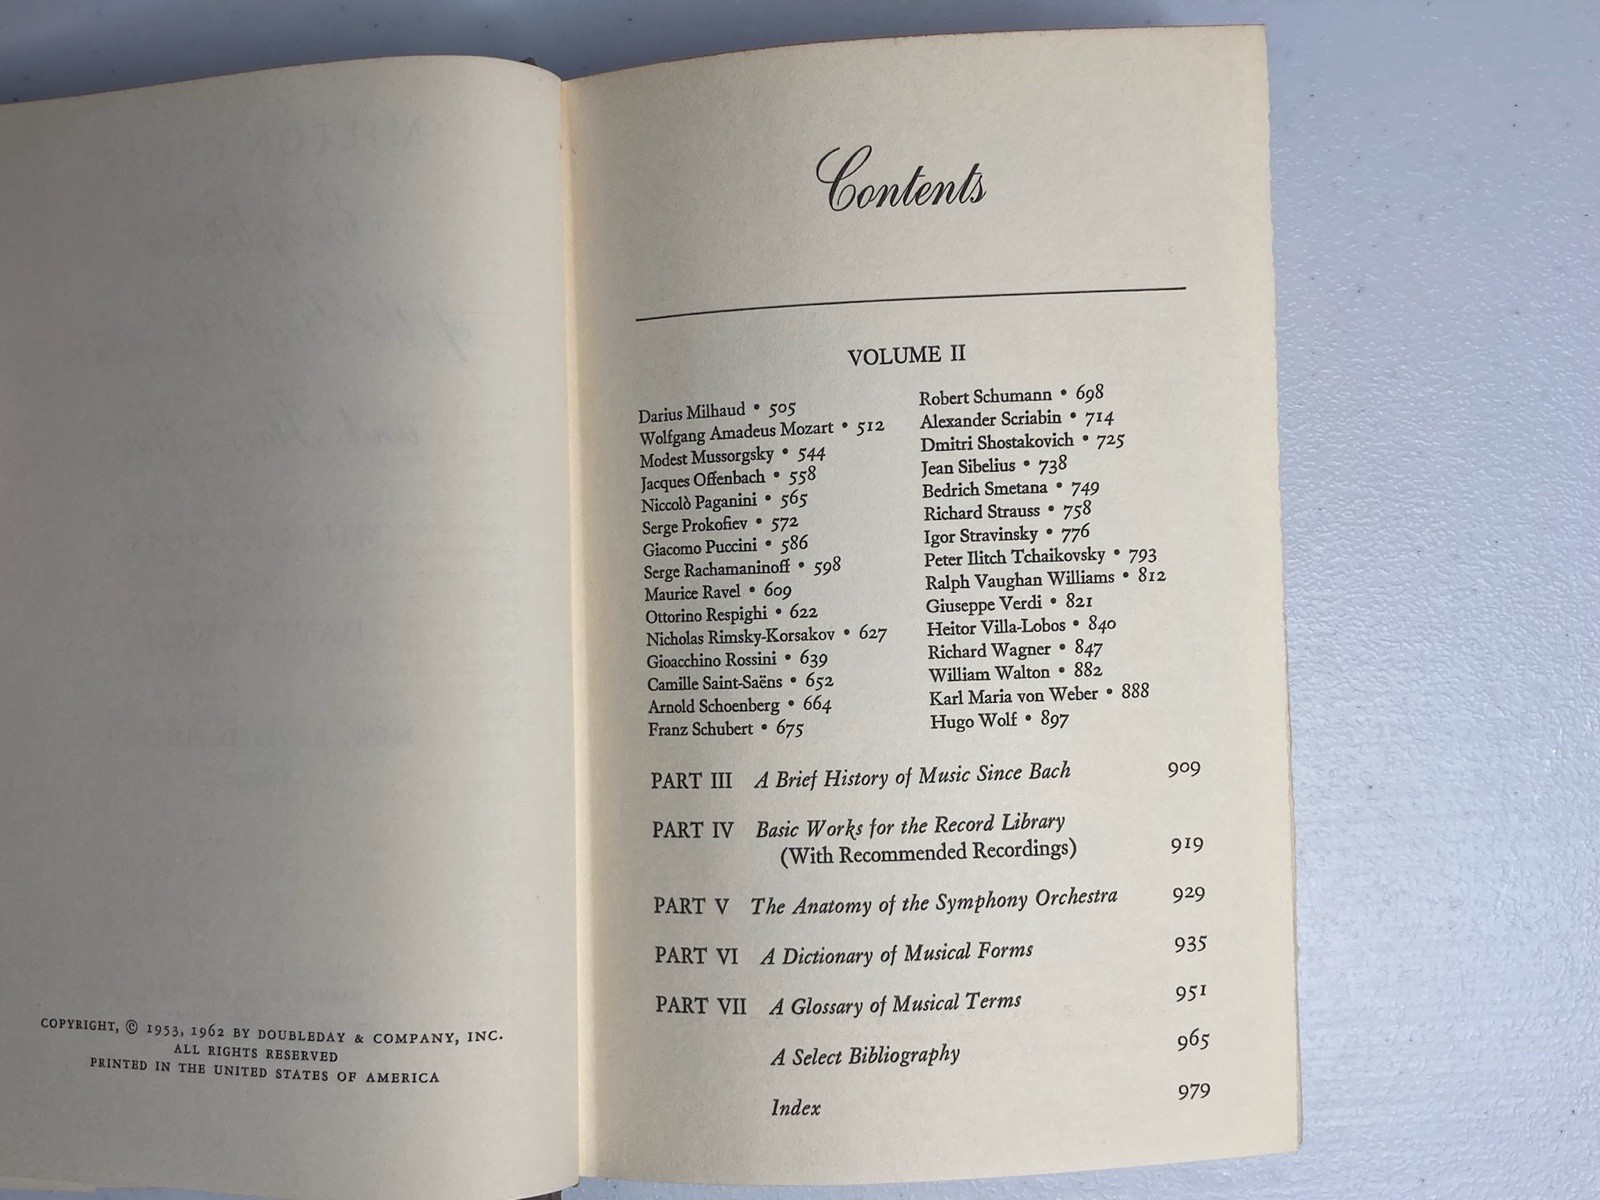 COPYRIGHT, © 1953, 1962 BY DOUBLEDAY & COMPANY, INC.
ALL RIGHTS RESERVED
PRINTED IN THE UNITED STATES OF AMERICA
Contents
VOLUME II
Darius Milhaud • 505
Wolfgang Amadeus Mozart • 512
Modest Mussorgsky • 544
Jacques Offenbach • 558
Niccolò Paganini • 565
Serge Prokofiev • 572
Giacomo Puccini • 586
Serge Rachamaninoff • 598
Maurice Ravel • 609
Ottorino Respighi • 622
Nicholas Rimsky-Korsakov • 627
Gioacchino Rossini • 639
Camille Saint-Saëns • 652
Arnold Schoenberg • 664
Franz Schubert • 675
Robert Schumann • 698
Alexander Scriabin • 714
Dmitri Shostakovich • 725
Jean Sibelius • 738
Bedrich Smetana • 749
Richard Strauss • 758
Igor Stravinsky • 776
Peter Ilitch Tchaikovsky • 793
Ralph Vaughan Williams • 812
Giuseppe Verdi • 821
Heitor Villa-Lobos • 840
Richard Wagner • 847
William Walton • 882
Karl Maria von Weber • 888
Hugo Wolf • 897
PART III A Brief History of Music Since Bach 909
PART IV Basic Works for the Record Library
(With Recommended Recordings) 919
PART V The Anatomy of the Symphony Orchestra 929
PART VI A Dictionary of Musical Forms 935
PART VII A Glossary of Musical Terms 951
A Select Bibliography 965
Index 979